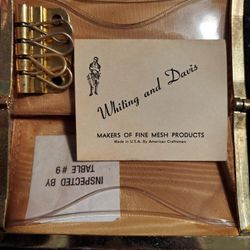 Whiting and Davis
MAKERS OF FINE MESH PRODUCTS
Made in U.S.A. By American Craftsmen
INSPECTED BY
TABLE # 9